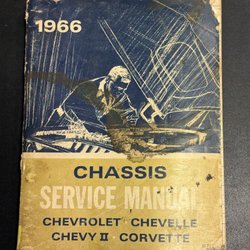 1966
CHASSIS
SERVICE MANUAL
CHEVROLET CHEVELLE
CHEVY II CORVETTE